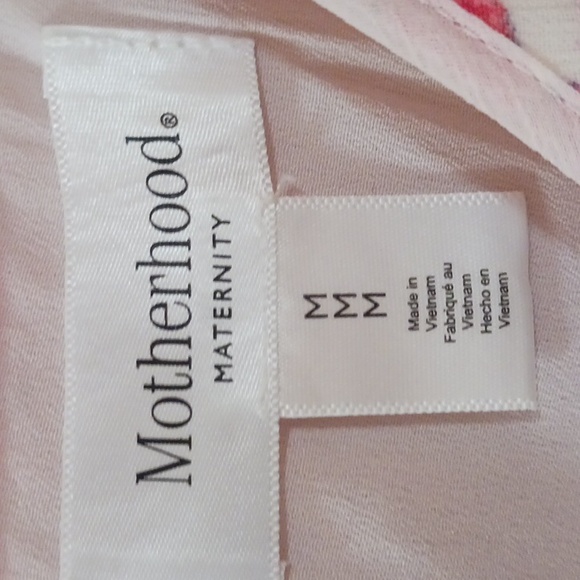 Motherhood®
MATERNITY
M
M
M
Made in
Vietnam
Fabriqué au
Vietnam
Hecho en
Vietnam